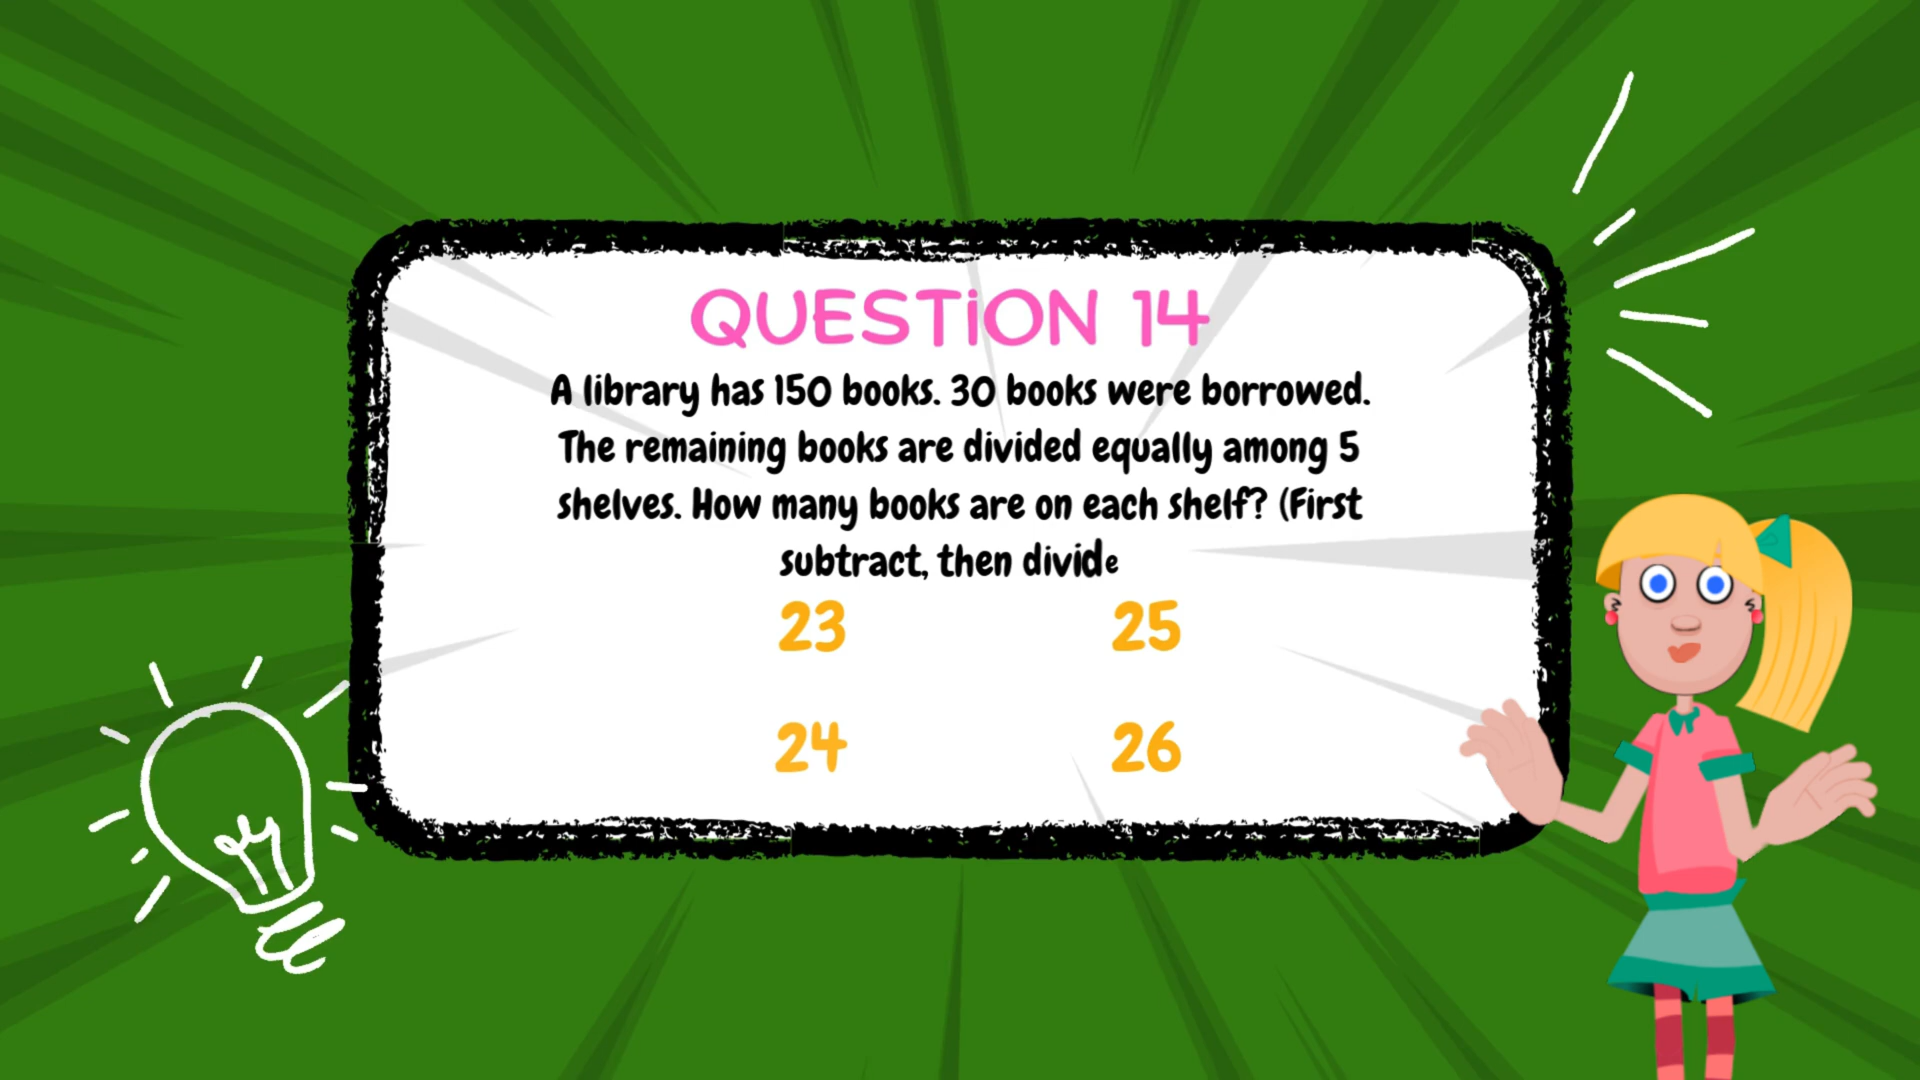 QUESTION 14
A library has 150 books. 30 books were borrowed.
The remaining books are divided equally among 5
shelves. How many books are on each shelf? (First
subtract, then divide
23 25
24 26